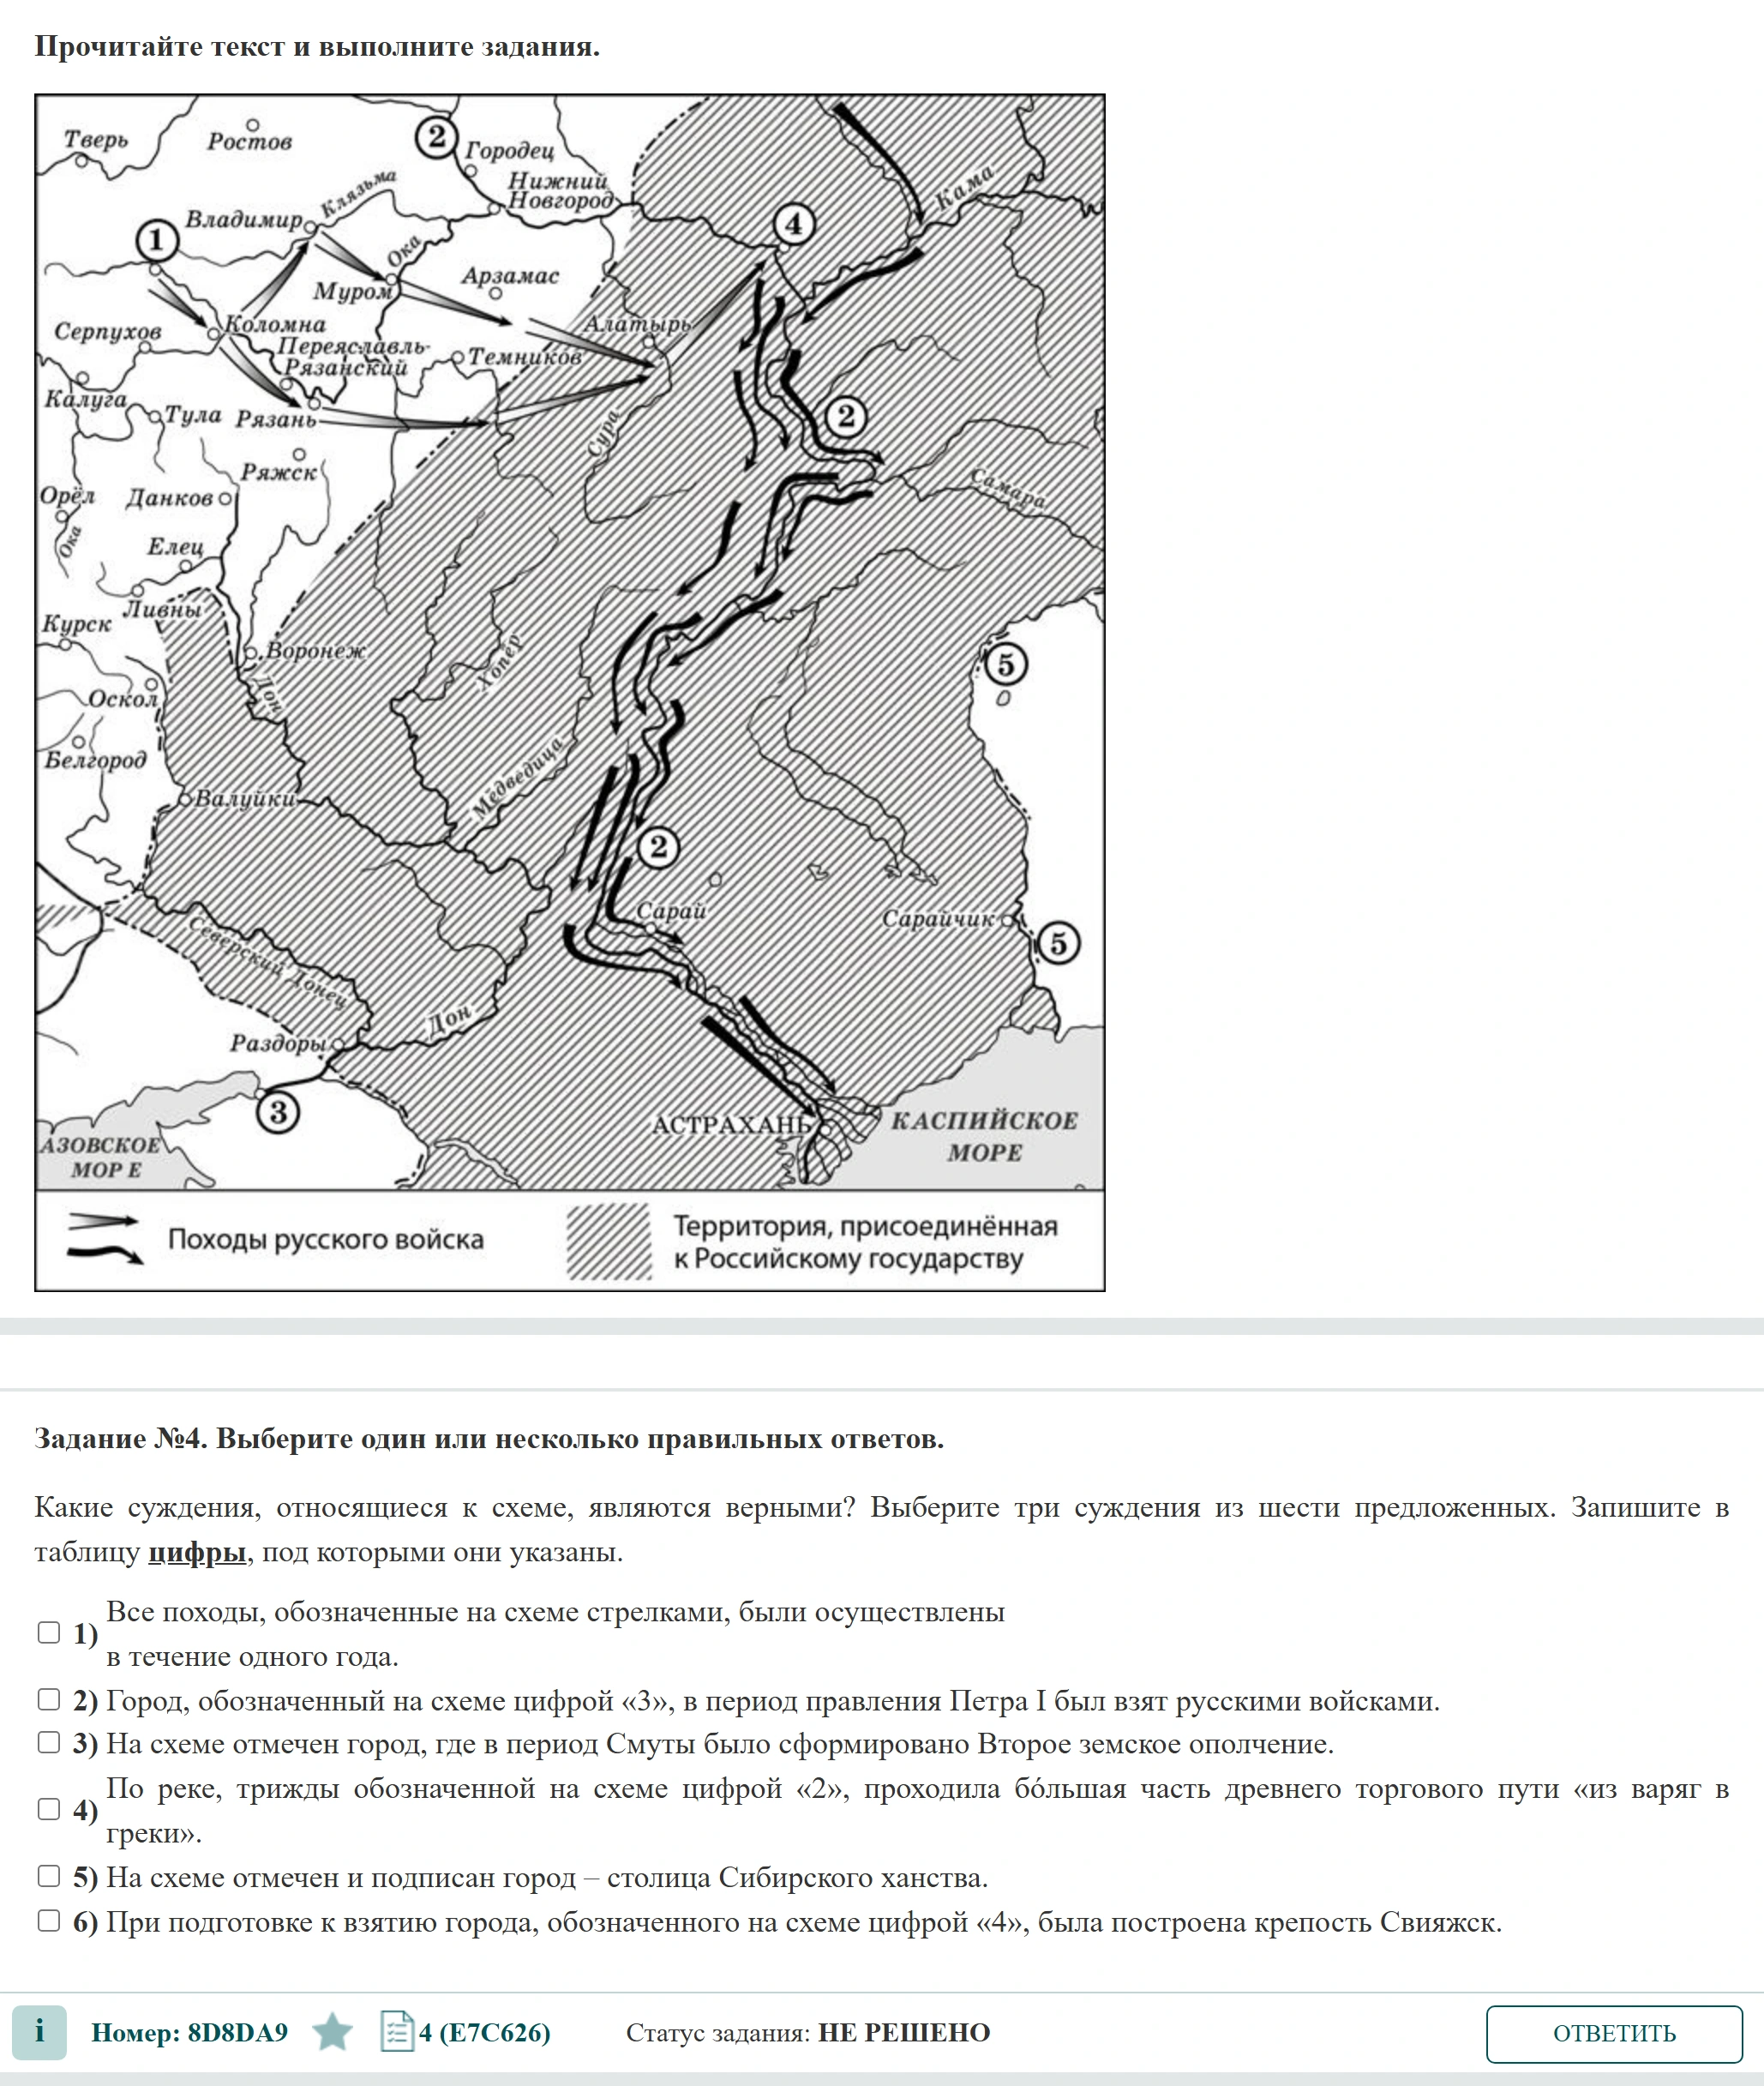 Прочитайте текст и выполните задания.
Тверь
Ростов
2
Городец
Нижний
Новгород
Кама
Клязьма
Владимир
1
4
Ока
Арзамас
Муром
Серпухов
Коломна
Алатырь
Переяславль-
Рязанский
Темников
Калуга
Тула
Рязань
2
Сура
Ряжск
Самара
Орёл
Данков
Ока
Елец
Ливны
Курск
Воронеж
Хопёр
5
Дон
Оскол
Белгород
Медведица
Валуйки
2
Сарай
Сарайчик
5
Северский Донец
Дон
Раздоры
3
АСТРАХАНЬ
КАСПИЙСКОЕ
МОРЕ
АЗОВСКОЕ
МОРЕ
Походы русского войска
Территория, присоединённая
к Российскому государству
Задание №4. Выберите один или несколько правильных ответов.
Какие суждения, относящиеся к схеме, являются верными? Выберите три суждения из шести предложенных. Запишите в
таблицу цифры, под которыми они указаны.
1) Все походы, обозначенные на схеме стрелками, были осуществлены
в течение одного года.
2) Город, обозначенный на схеме цифрой «3», в период правления Петра I был взят русскими войсками.
3) На схеме отмечен город, где в период Смуты было сформировано Второе земское ополчение.
4) По реке, трижды обозначенной на схеме цифрой «2», проходила бо́льшая часть древнего торгового пути «из варяг в
греки».
5) На схеме отмечен и подписан город – столица Сибирского ханства.
6) При подготовке к взятию города, обозначенного на схеме цифрой «4», была построена крепость Свияжск.
i Номер: 8D8DA9 4 (E7C626) Статус задания: НЕ РЕШЕНО ОТВЕТИТЬ